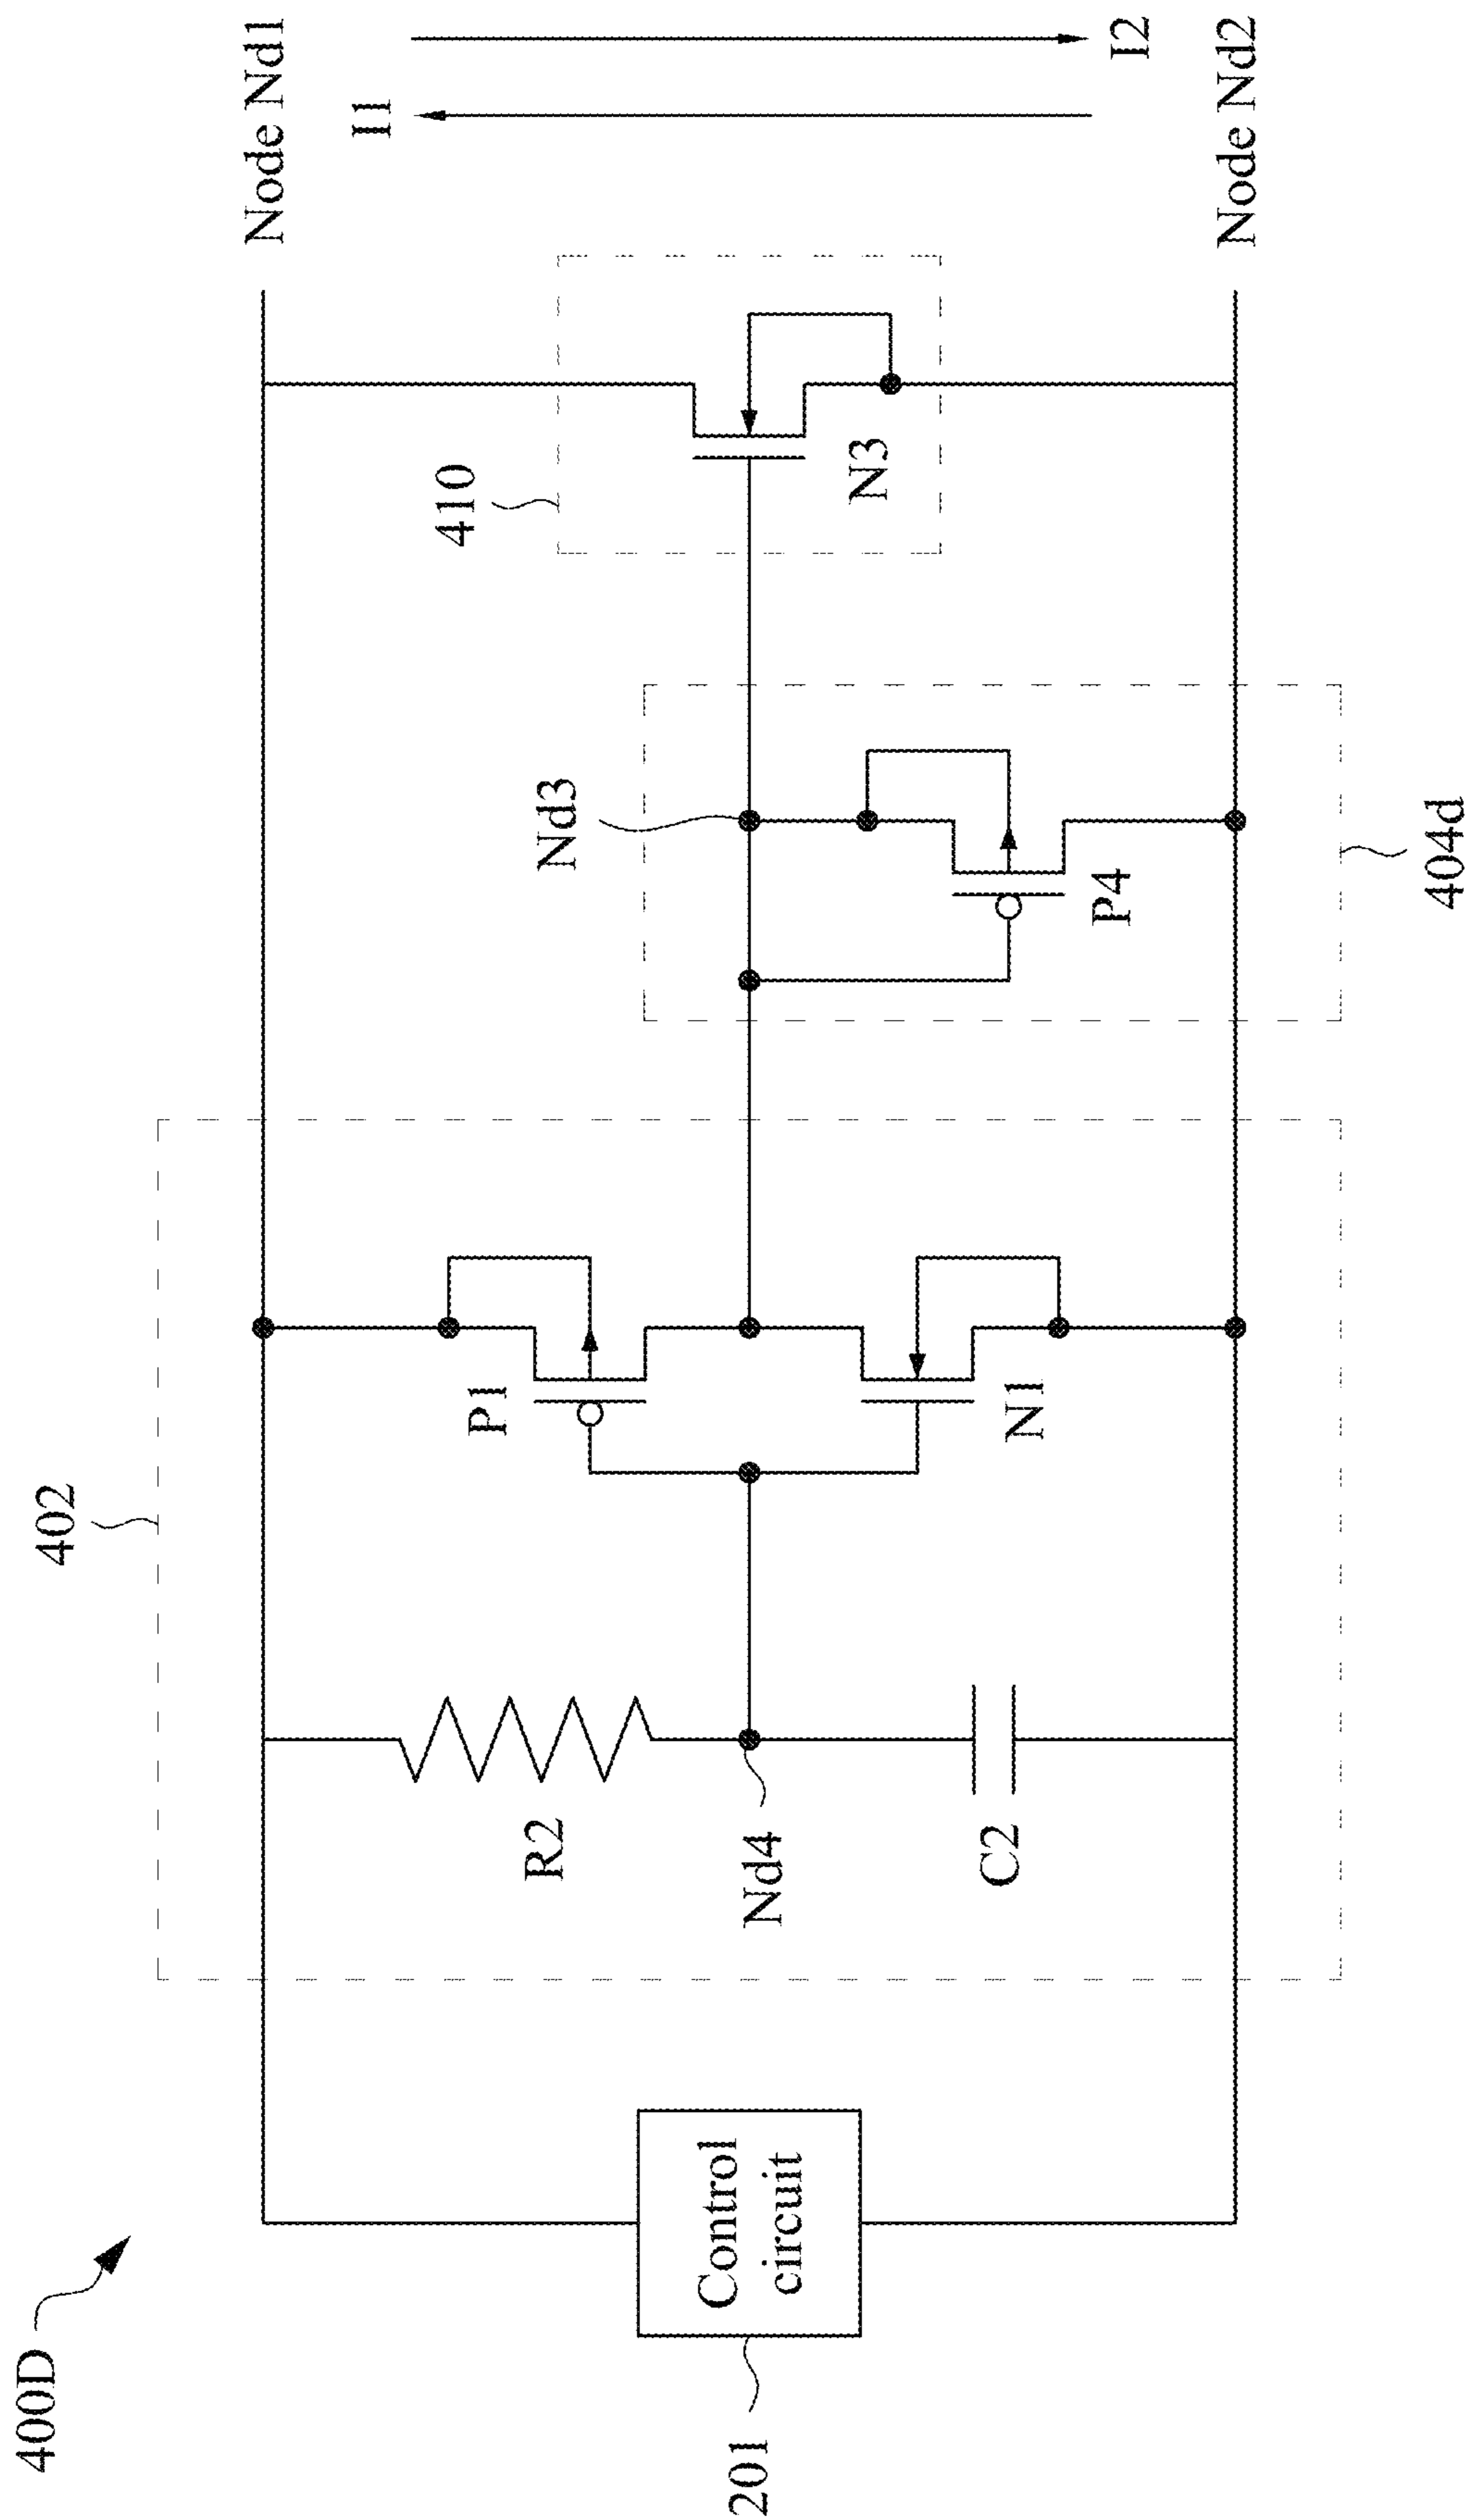 400D
402
Node Nd1
I1
I2
410
P1
R2
Nd3
N3
Control
circuit
201
Nd4
N1
P4
C2
Node Nd2
404d